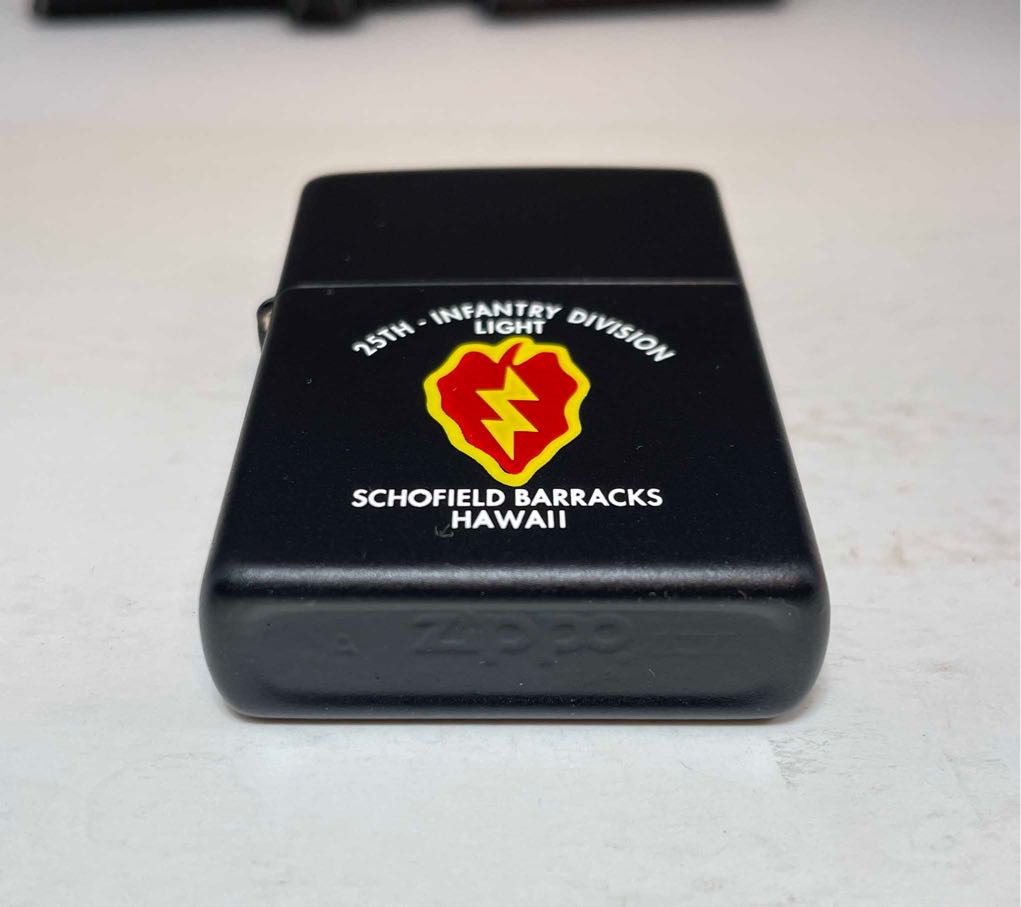 25TH - INFANTRY DIVISION
LIGHT
SCHOFIELD BARRACKS
HAWAII
A Zippo